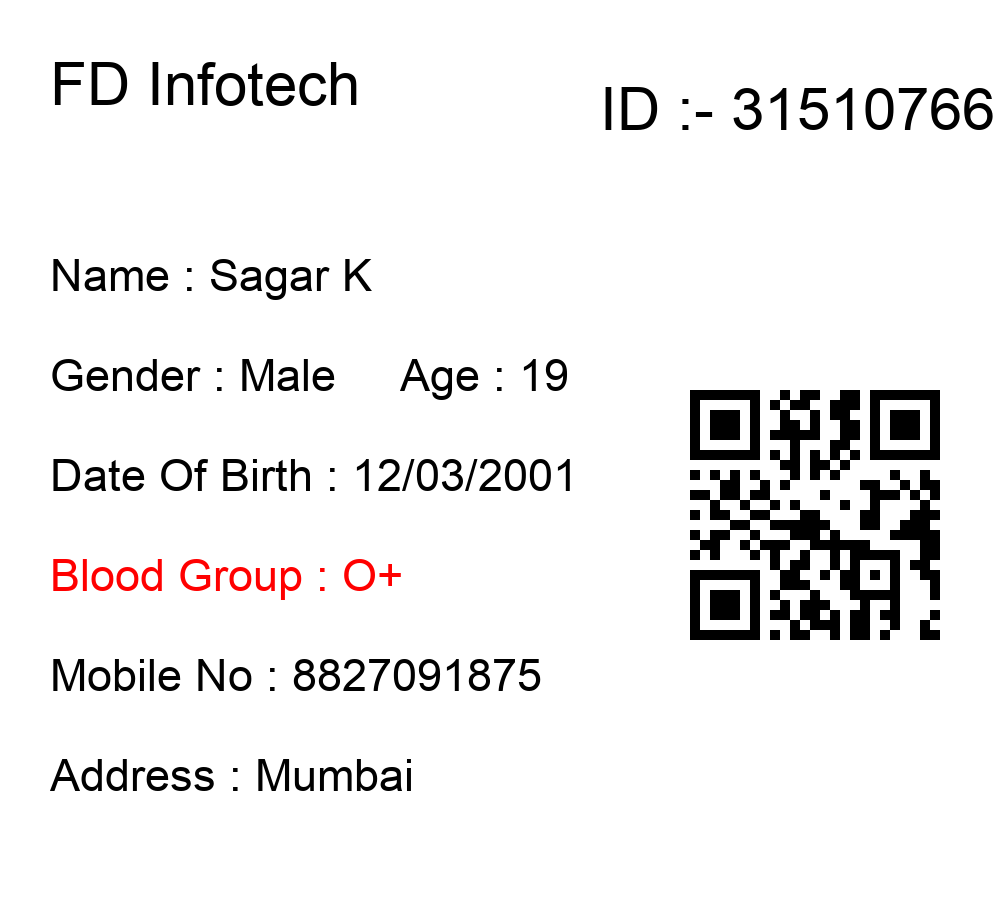 FD Infotech
ID :- 31510766
Name : Sagar K
Gender : Male Age : 19
Date Of Birth : 12/03/2001
Blood Group : O+
Mobile No : 8827091875
Address : Mumbai